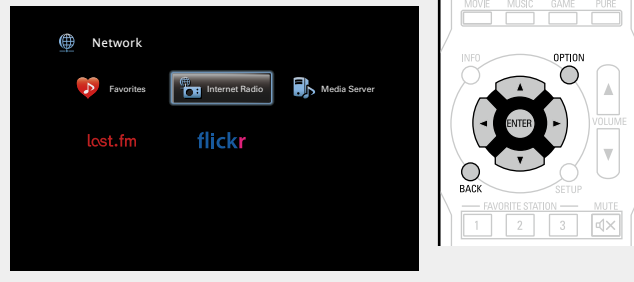 Network
Favorites
Internet Radio
Media Server
lost.fm
flickr
MOVIE MUSIC GAME PURE
INFO
OPTION
ENTER
VOLUME
BACK
SETUP
FAVORITE STATION
MUTE
1 2 3